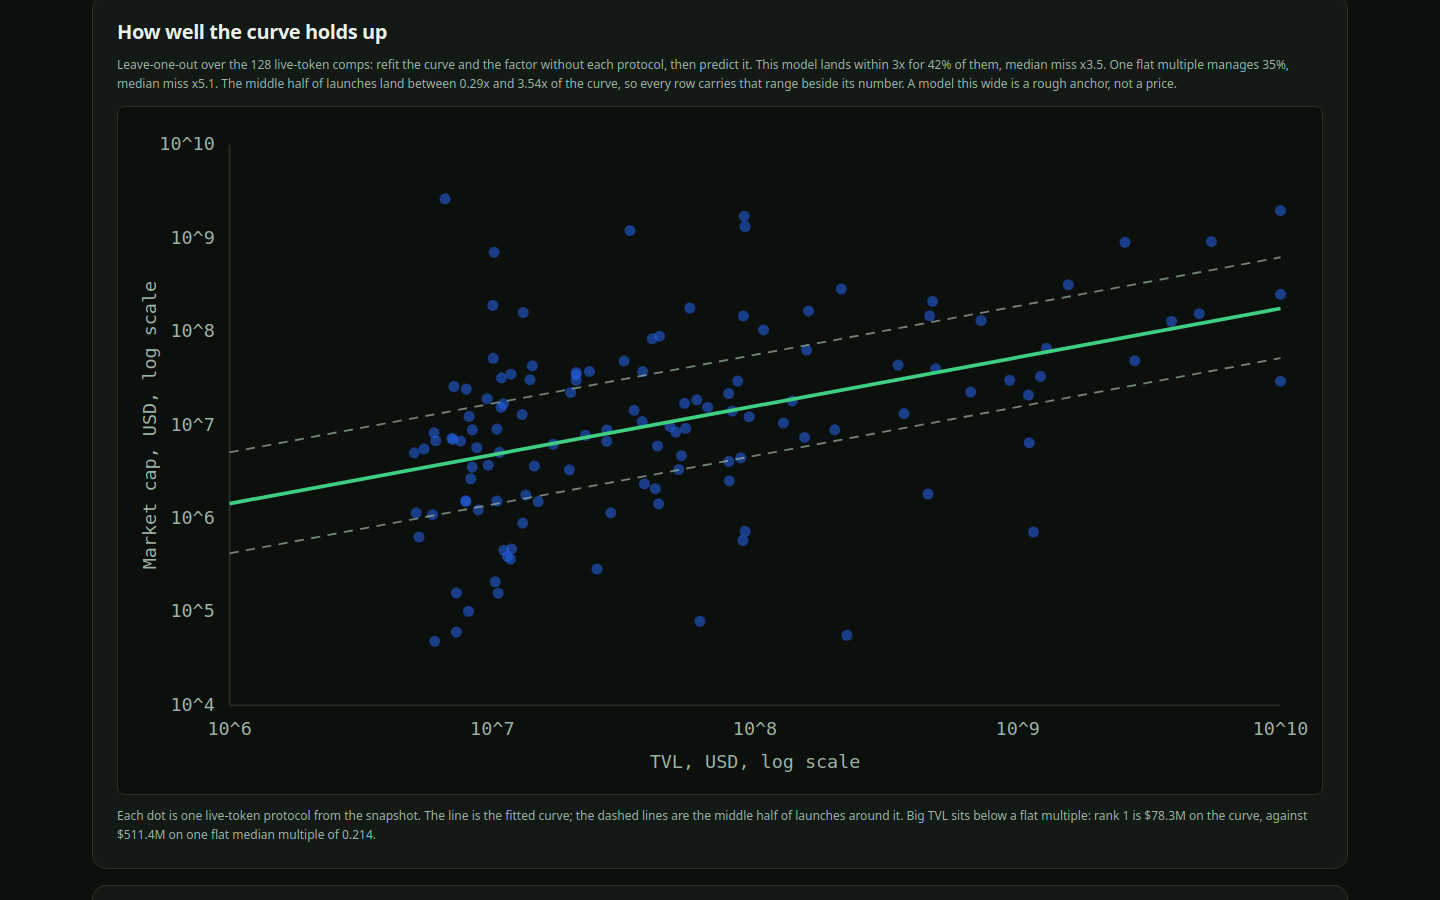 How well the curve holds up
Leave-one-out over the 128 live-token comps: refit the curve and the factor without each protocol, then predict it. This model lands within 3x for 42% of them, median miss x3.5. One flat multiple manages 35%,
median miss x5.1. The middle half of launches land between 0.29x and 3.54x of the curve, so every row carries that range beside its number. A model this wide is a rough anchor, not a price.
10^10
10^9
10^8
10^7
10^6
10^5
10^4
Market cap, USD, log scale
10^6
10^7
10^8
10^9
10^10
TVL, USD, log scale
Each dot is one live-token protocol from the snapshot. The line is the fitted curve; the dashed lines are the middle half of launches around it. Big TVL sits below a flat multiple: rank 1 is $78.3M on the curve, against
$511.4M on one flat median multiple of 0.214.